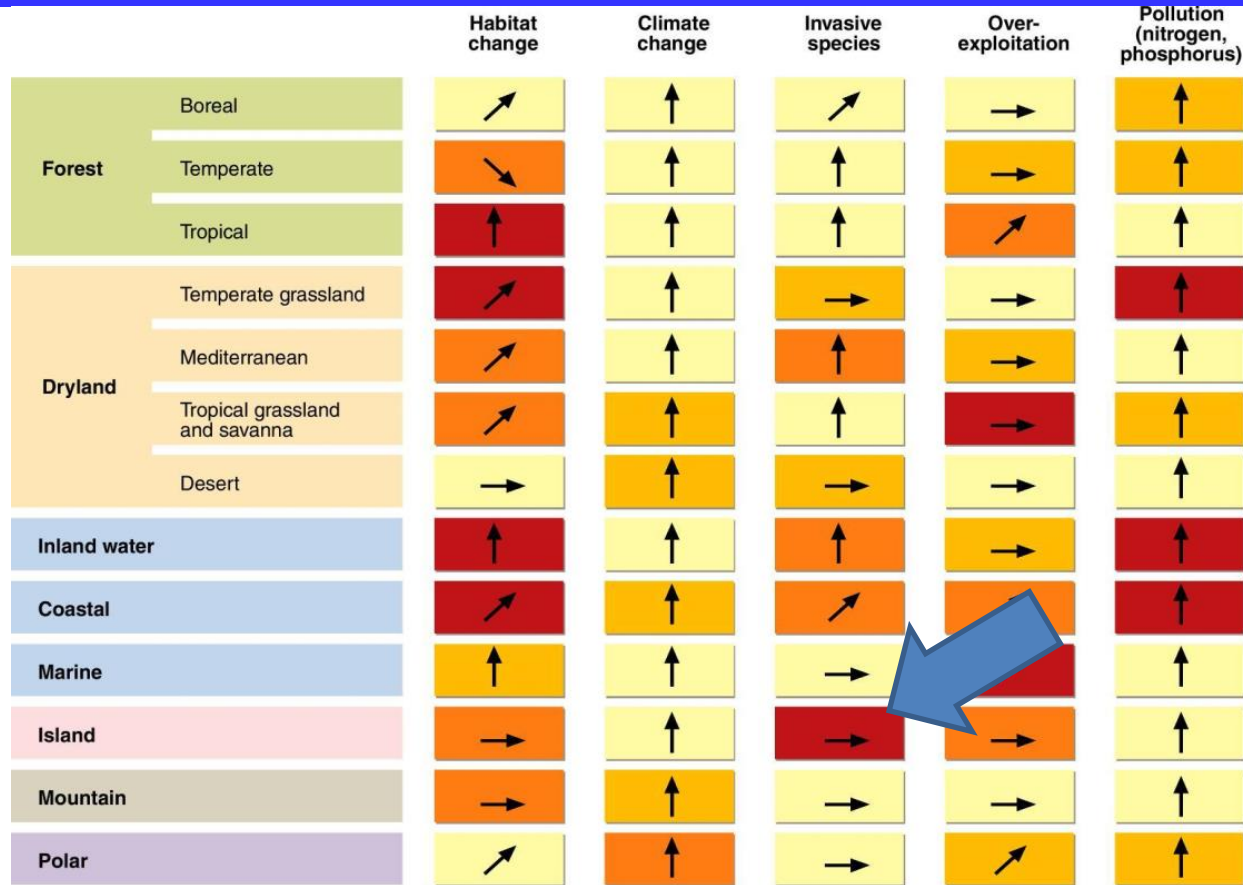 Habitat
change
Climate
change
Invasive
species
Over-
exploitation
Pollution
(nitrogen,
phosphorus)
Forest
Boreal
Temperate
Tropical
Dryland
Temperate grassland
Mediterranean
Tropical grassland
and savanna
Desert
Inland water
Coastal
Marine
Island
Mountain
Polar